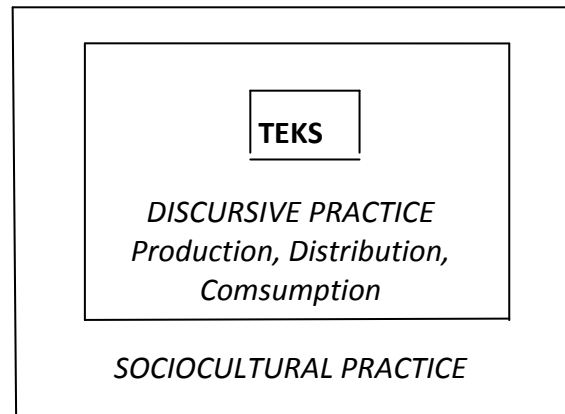 TEKS
DISCURSIVE PRACTICE
Production, Distribution,
Comsumption
SOCIOCULTURAL PRACTICE